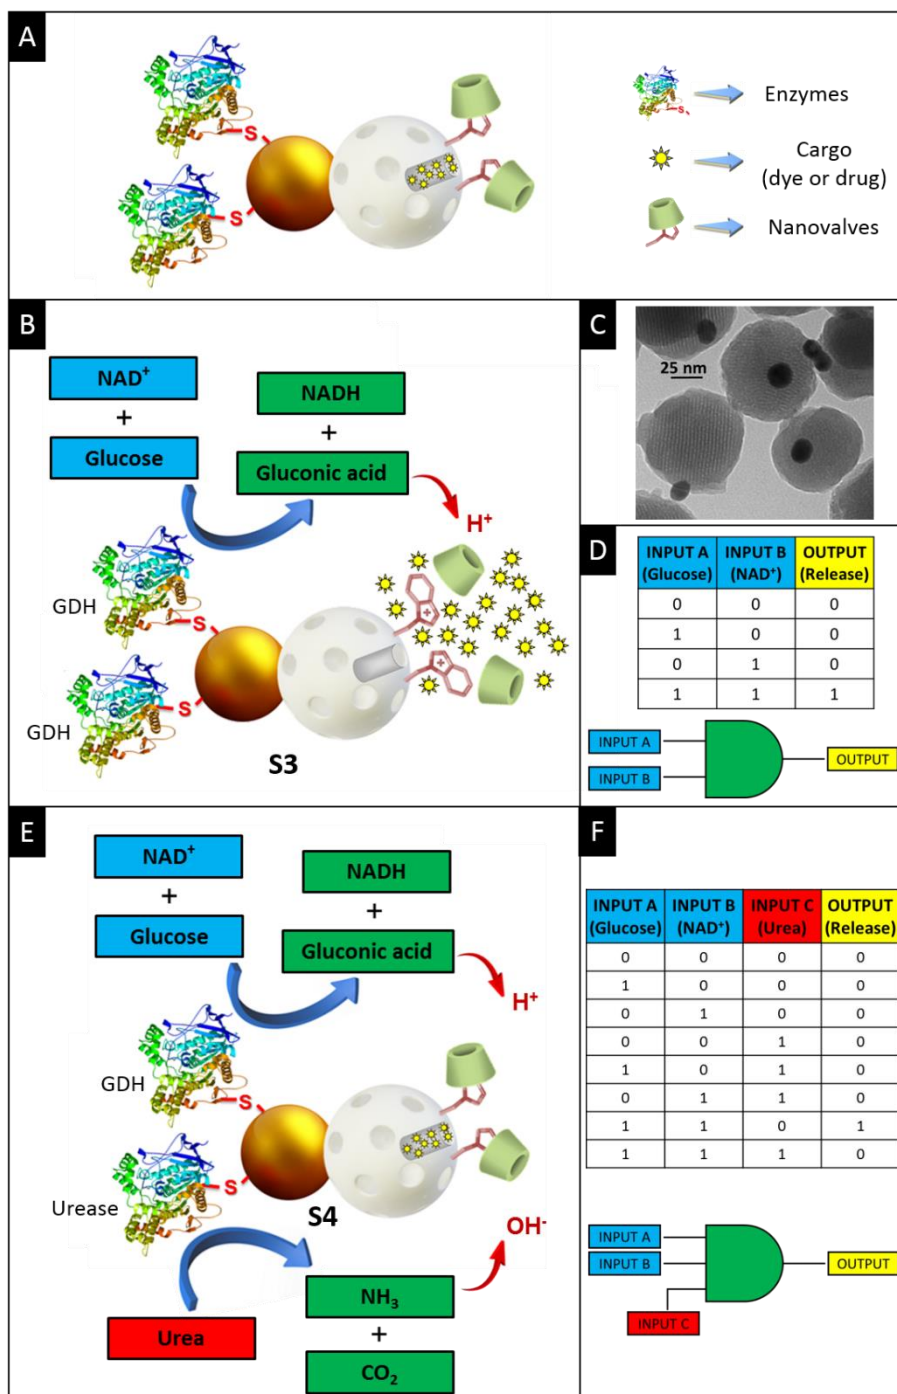 A
S
S
Enzymes
Cargo
(dye or drug)
Nanovalves
B
NAD⁺
+
Glucose
NADH
+
Gluconic acid
H⁺
GDH
S
GDH
S
+
+
S3
C
25 nm
D
INPUT A
(Glucose)
INPUT B
(NAD⁺)
OUTPUT
(Release)
0 0 0
1 0 0
0 1 0
1 1 1
INPUT A
INPUT B
OUTPUT
E
NAD⁺
+
Glucose
NADH
+
Gluconic acid
H⁺
GDH
S
Urease
S
S4
OH⁻
Urea
NH₃
+
CO₂
F
INPUT A
(Glucose)
INPUT B
(NAD⁺)
INPUT C
(Urea)
OUTPUT
(Release)
0 0 0 0
1 0 0 0
0 1 0 0
0 0 1 0
1 0 1 0
0 1 1 0
1 1 0 1
1 1 1 0
INPUT A
INPUT B
INPUT C
OUTPUT